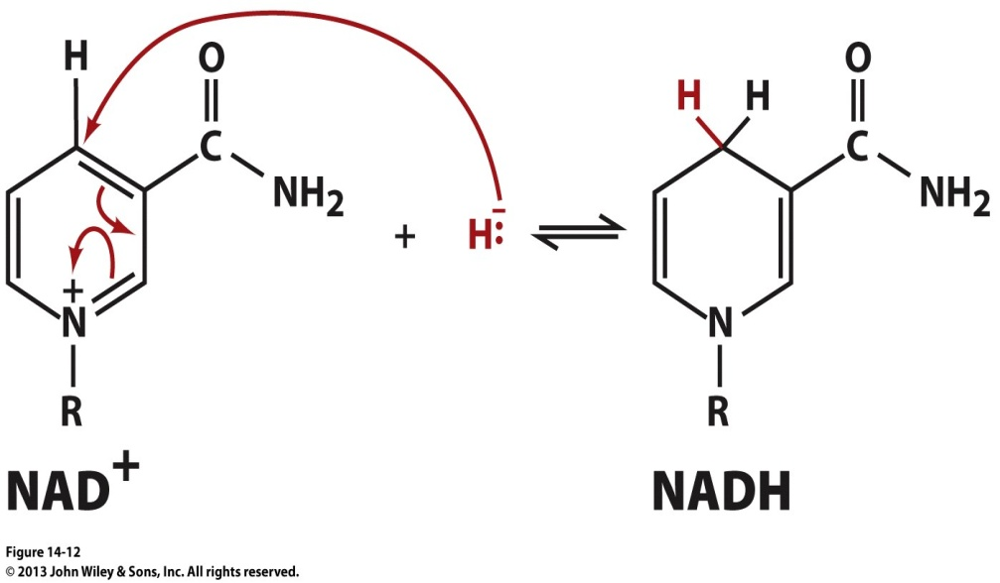 H
O
C
NH₂
+
N
R
NAD⁺
+
H:⁻
H
H
O
C
NH₂
N
R
NADH
Figure 14-12
© 2013 John Wiley & Sons, Inc. All rights reserved.